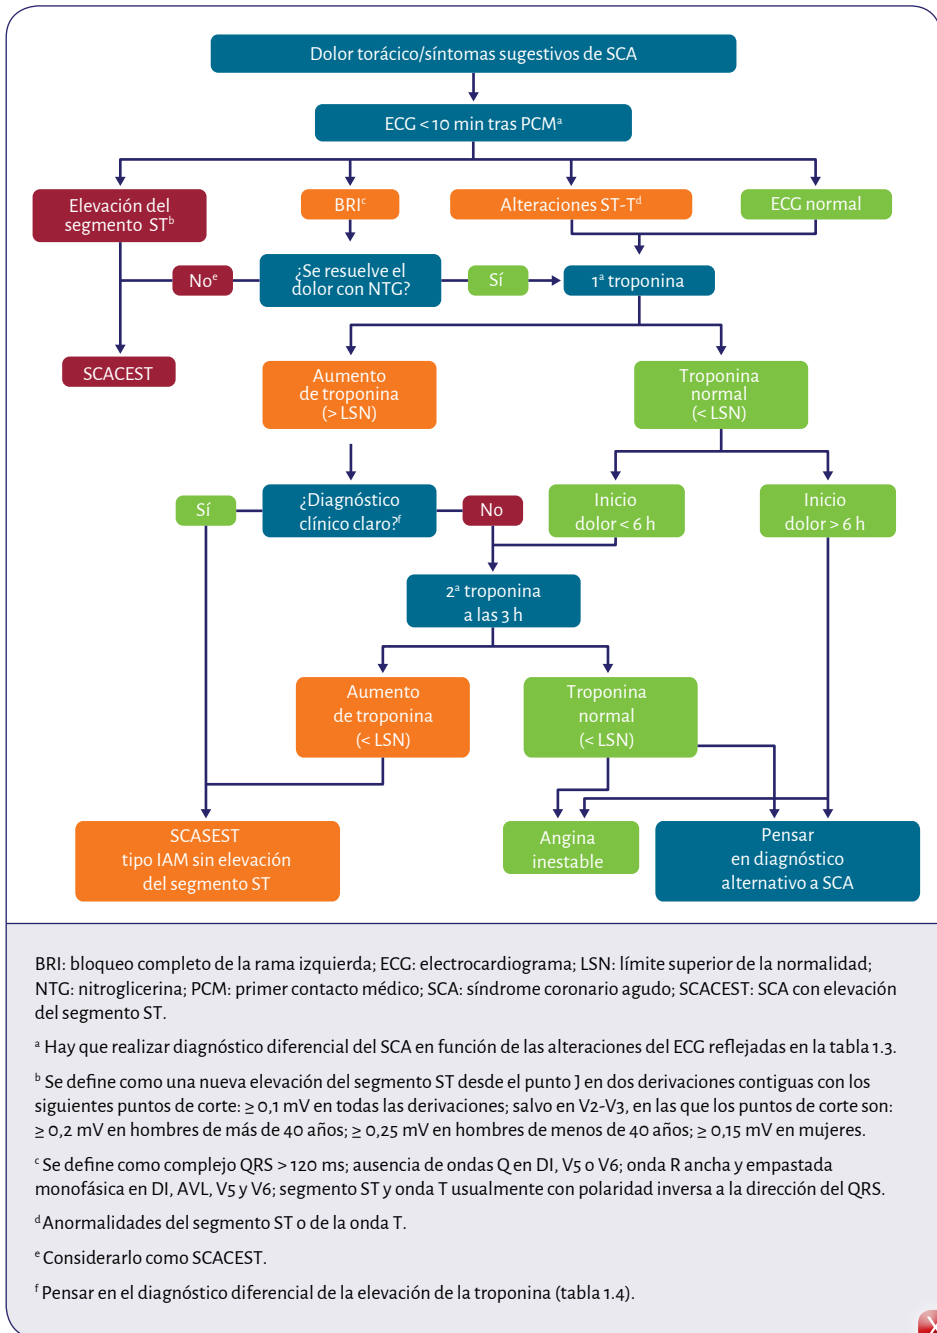 Dolor torácico/síntomas sugestivos de SCA
ECG < 10 min tras PCMª
Elevación del
segmento STᵇ
BRIᶜ
Alteraciones ST-Tᵈ
ECG normal
Noᵉ
¿Se resuelve el
dolor con NTG?
Sí
1ª troponina
SCACEST
Aumento
de troponina
(> LSN)
Troponina
normal
(< LSN)
Sí
¿Diagnóstico
clínico claro?ᶠ
No
Inicio
dolor < 6 h
Inicio
dolor > 6 h
2ª troponina
a las 3 h
Aumento
de troponina
(< LSN)
Troponina
normal
(< LSN)
SCASEST
tipo IAM sin elevación
del segmento ST
Angina
inestable
Pensar
en diagnóstico
alternativo a SCA
BRI: bloqueo completo de la rama izquierda; ECG: electrocardiograma; LSN: límite superior de la normalidad;
NTG: nitroglicerina; PCM: primer contacto médico; SCA: síndrome coronario agudo; SCACEST: SCA con elevación
del segmento ST.
ª Hay que realizar diagnóstico diferencial del SCA en función de las alteraciones del ECG reflejadas en la tabla 1.3.
ᵇ Se define como una nueva elevación del segmento ST desde el punto J en dos derivaciones contiguas con los
siguientes puntos de corte: ≥ 0,1 mV en todas las derivaciones; salvo en V2-V3, en las que los puntos de corte son:
≥ 0,2 mV en hombres de más de 40 años; ≥ 0,25 mV en hombres de menos de 40 años; ≥ 0,15 mV en mujeres.
ᶜ Se define como complejo QRS > 120 ms; ausencia de ondas Q en DI, V5 o V6; onda R ancha y empastada
monofásica en DI, AVL, V5 y V6; segmento ST y onda T usualmente con polaridad inversa a la dirección del QRS.
ᵈ Anormalidades del segmento ST o de la onda T.
ᵉ Considerarlo como SCACEST.
ᶠ Pensar en el diagnóstico diferencial de la elevación de la troponina (tabla 1.4).